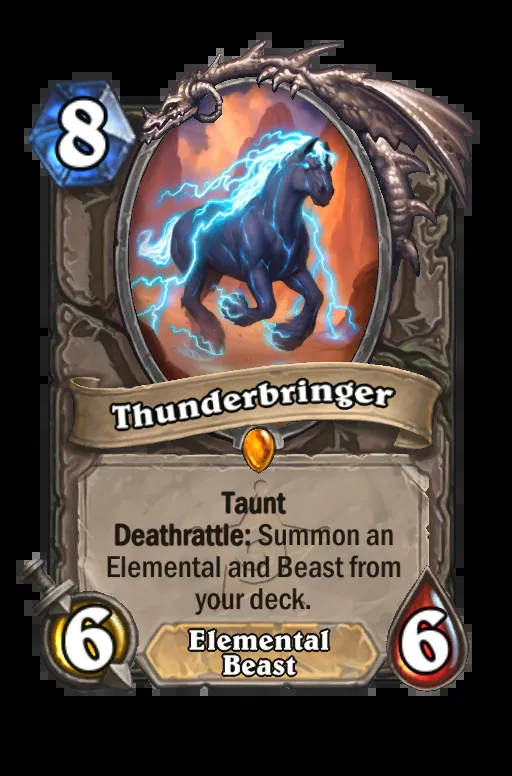 8
Thunderbringer
Taunt
Deathrattle: Summon an
Elemental and Beast from
your deck.
6
Elemental
Beast
6